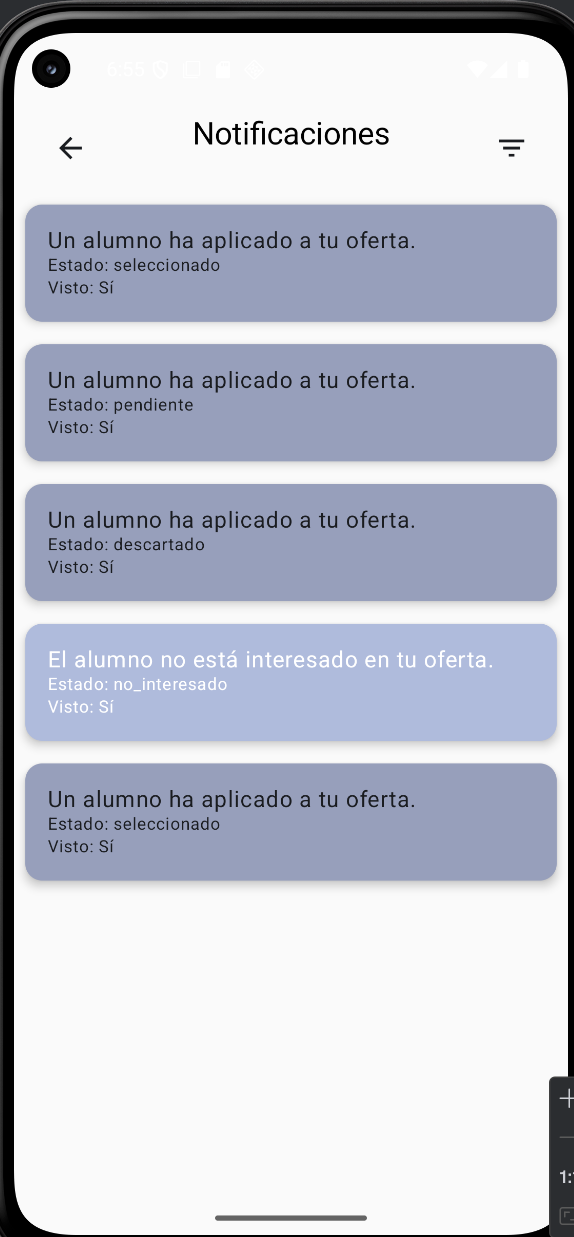 6:55
Notificaciones
Un alumno ha aplicado a tu oferta.
Estado: seleccionado
Visto: Sí
Un alumno ha aplicado a tu oferta.
Estado: pendiente
Visto: Sí
Un alumno ha aplicado a tu oferta.
Estado: descartado
Visto: Sí
El alumno no está interesado en tu oferta.
Estado: no_interesado
Visto: Sí
Un alumno ha aplicado a tu oferta.
Estado: seleccionado
Visto: Sí